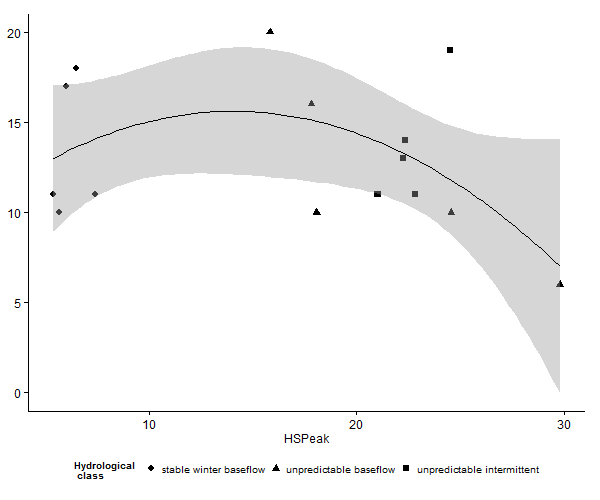 20
15
10
5
0
10 20 30
HSPeak
Hydrological
class
stable winter baseflow unpredictable baseflow unpredictable intermittent